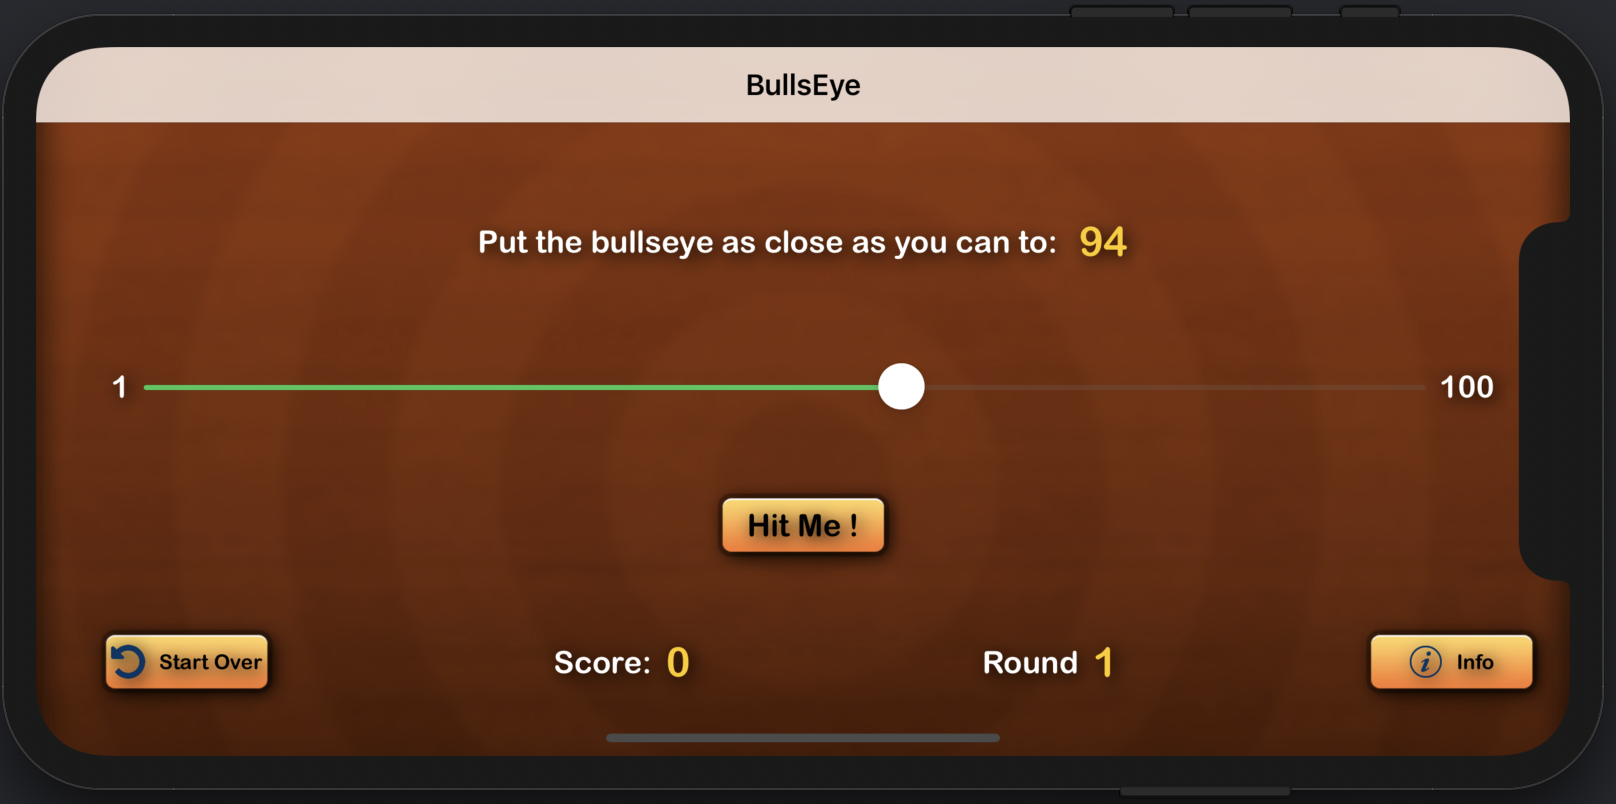 BullsEye
Put the bullseye as close as you can to: 94
1 100
Hit Me !
Start Over Score: 0 Round 1 Info